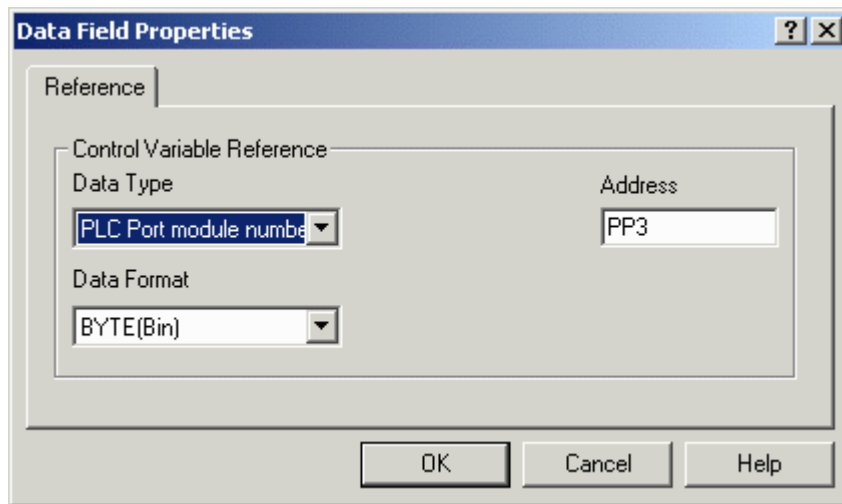 Data Field Properties
Reference
Control Variable Reference
Data Type
Address
PLC Port module numbe
PP3
Data Format
BYTE(Bin)
OK
Cancel
Help